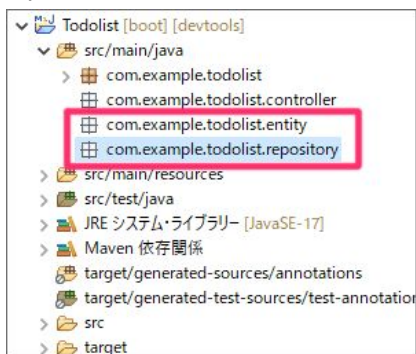 Todolist [boot] [devtools]
src/main/java
com.example.todolist
com.example.todolist.controller
com.example.todolist.entity
com.example.todolist.repository
src/main/resources
src/test/java
JRE システム・ライブラリー [JavaSE-17]
Maven 依存関係
target/generated-sources/annotations
target/generated-test-sources/test-annotation
src
target